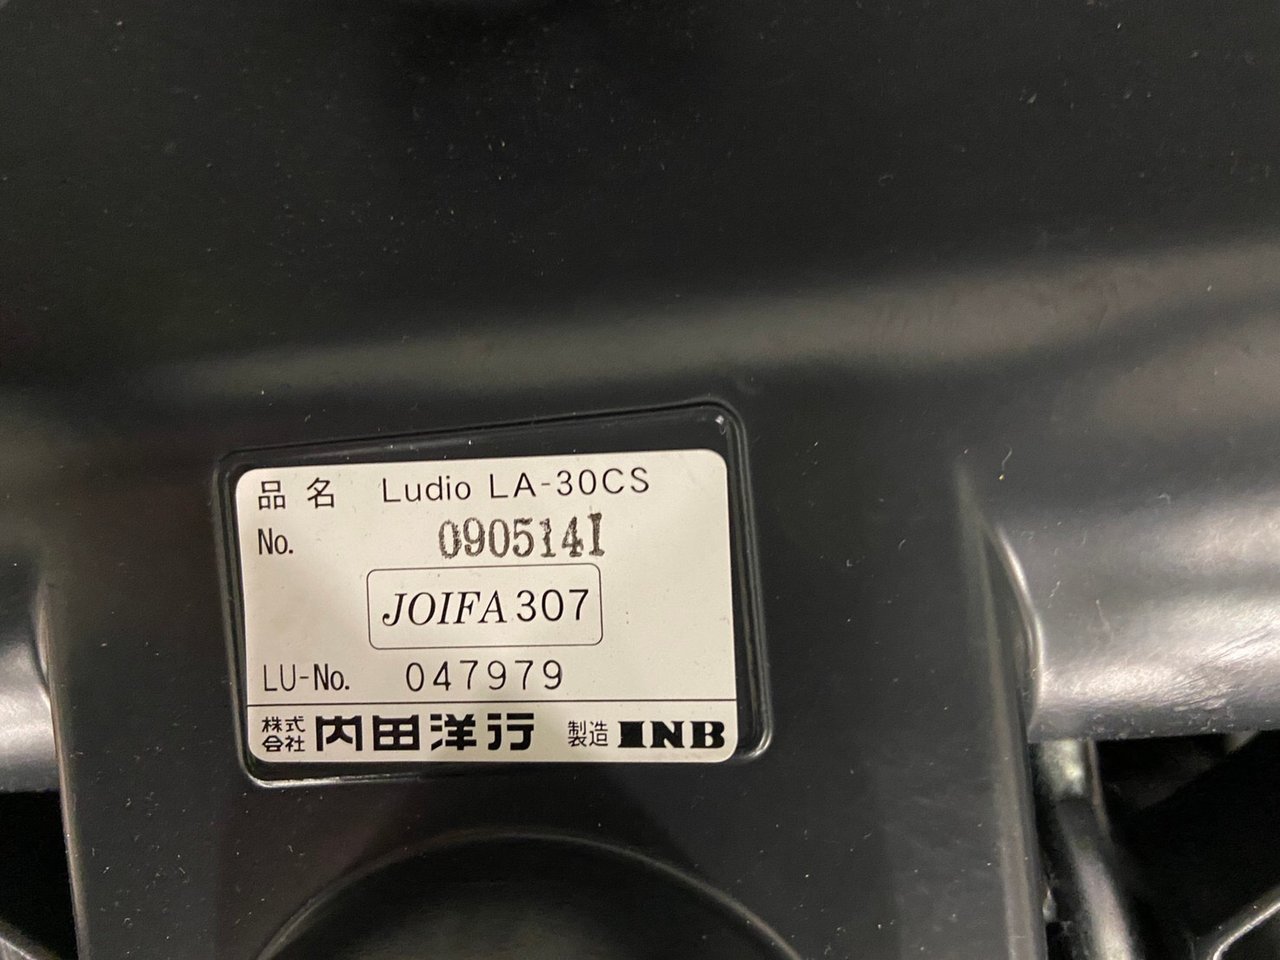 品名 Ludio LA-30CS
No. 090514I
JOIFA 307
LU-No. 047979
株式会社 内田洋行 製造 INB